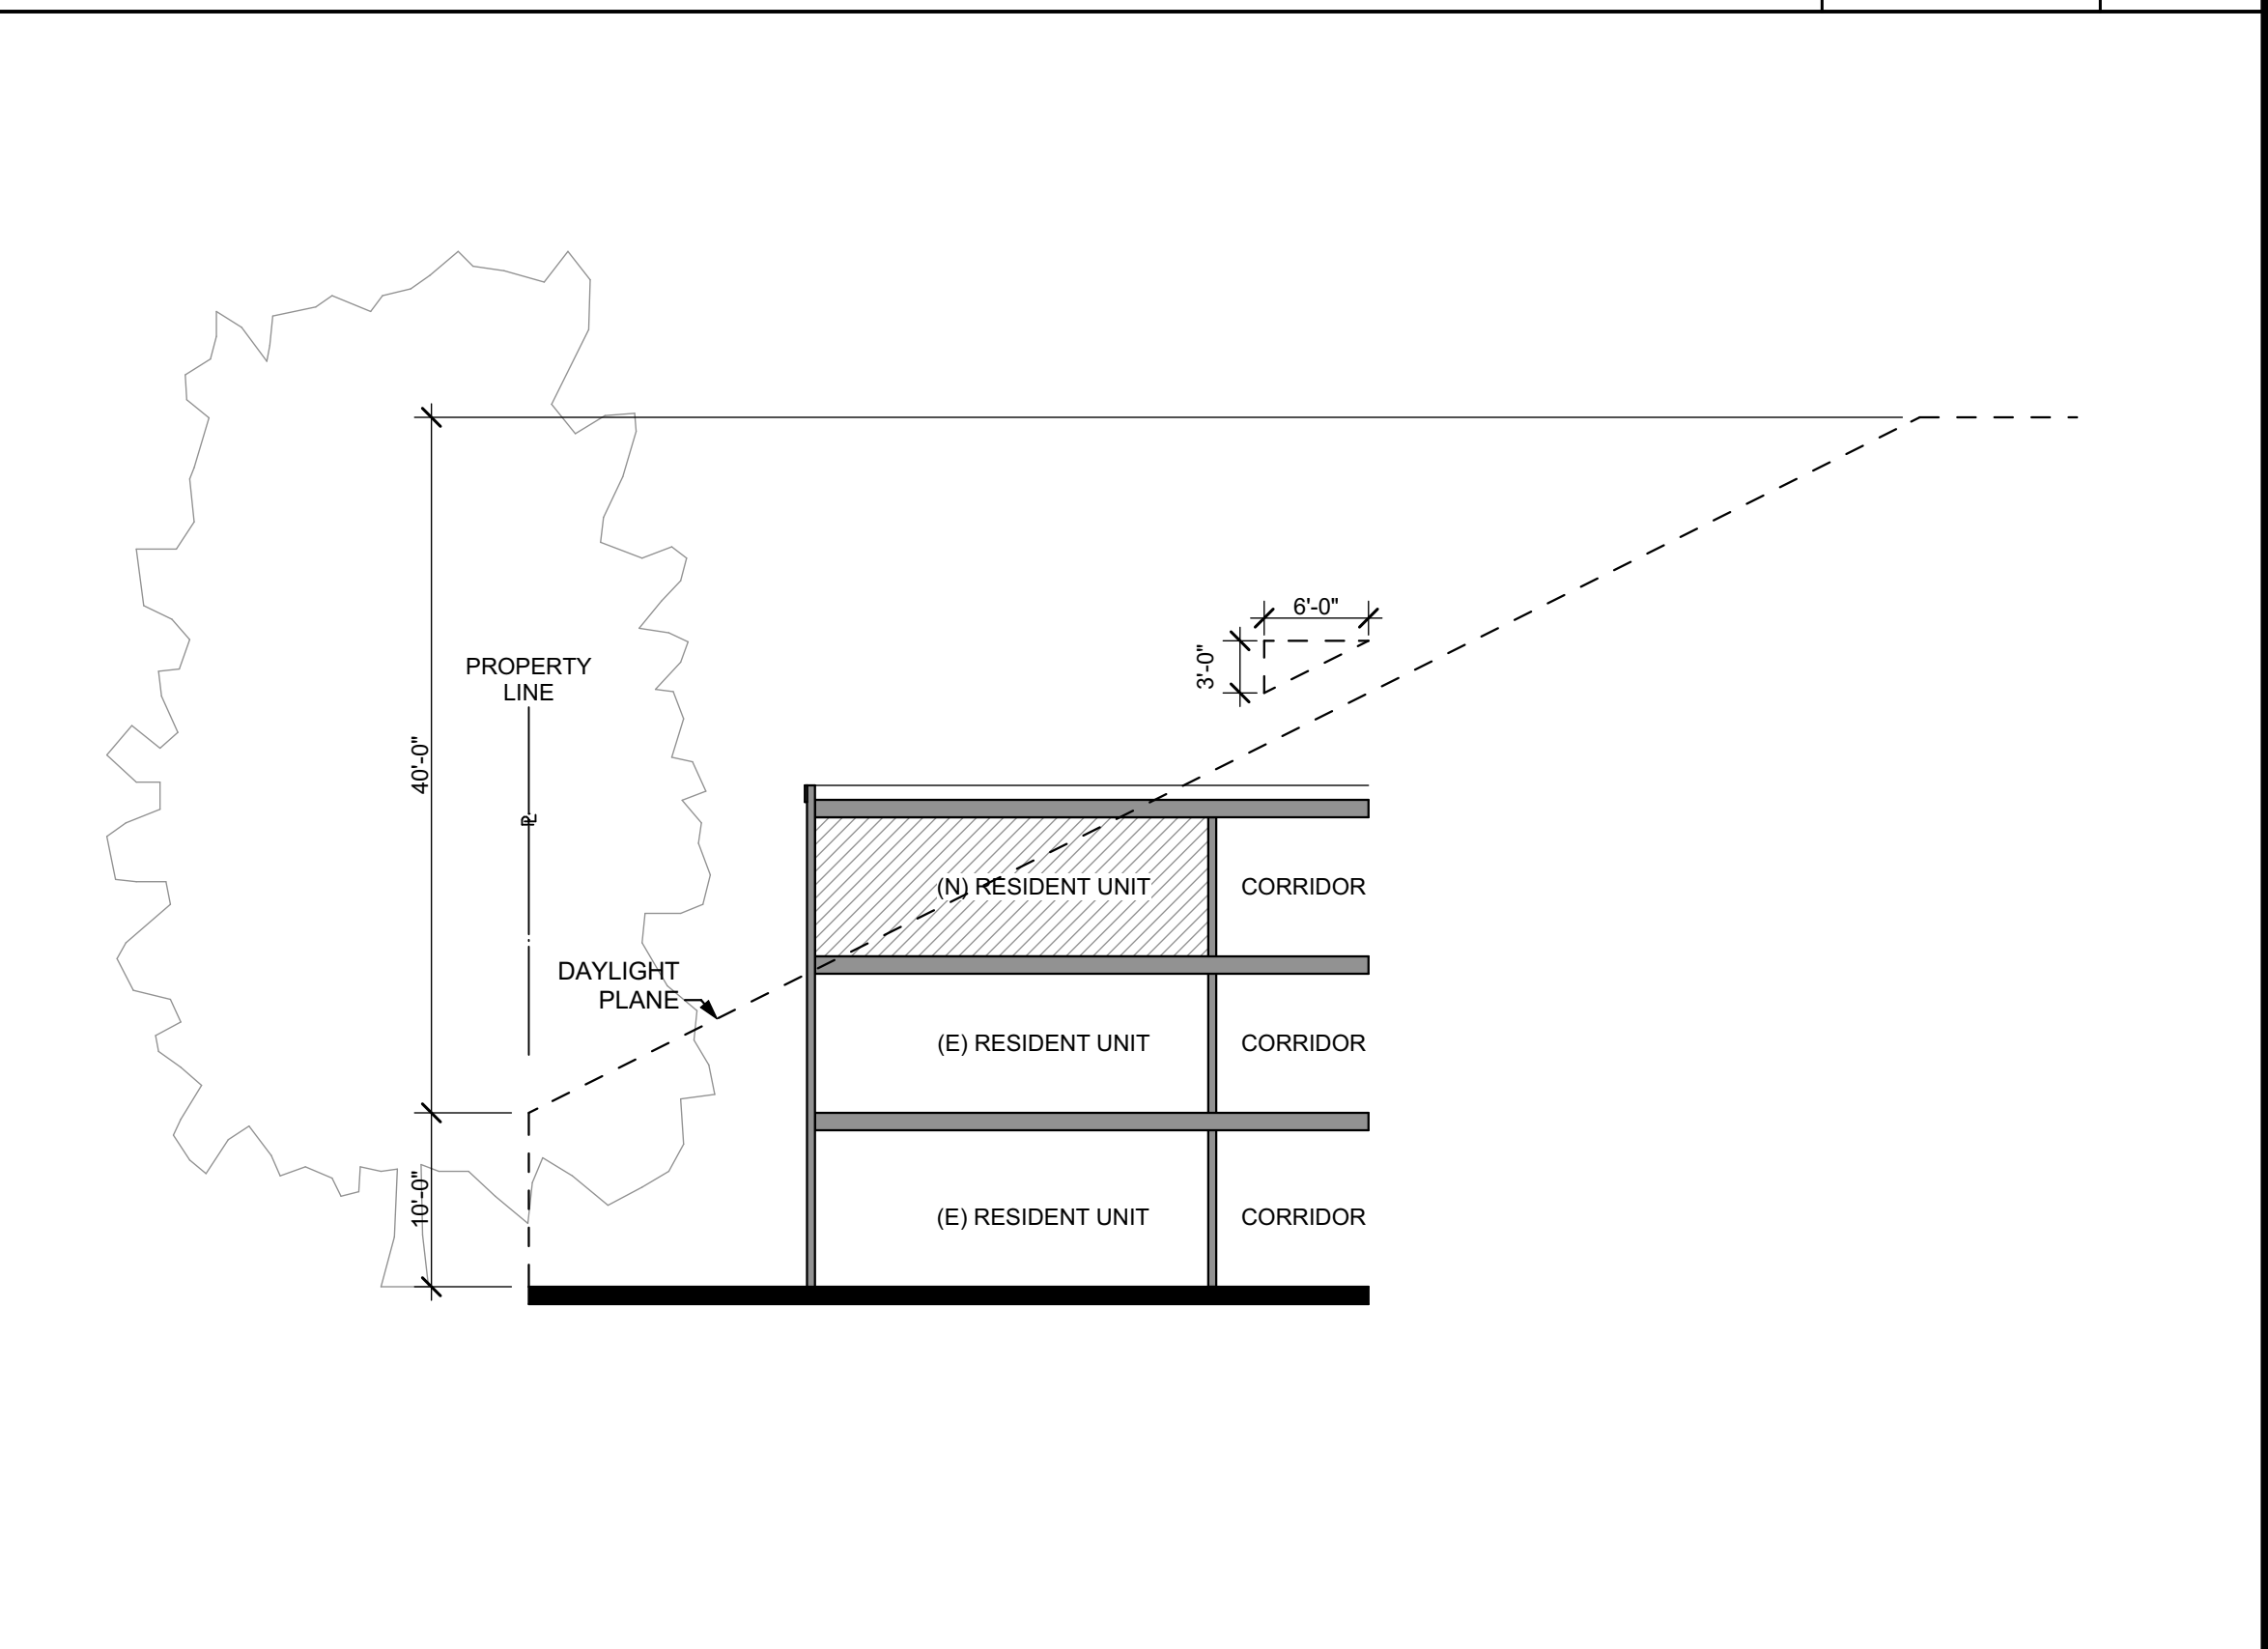 6'-0"
3'-0"
PROPERTY
LINE
40'-0"
PL
(N) RESIDENT UNIT
CORRIDOR
DAYLIGHT
PLANE
(E) RESIDENT UNIT
CORRIDOR
10'-0"
(E) RESIDENT UNIT
CORRIDOR